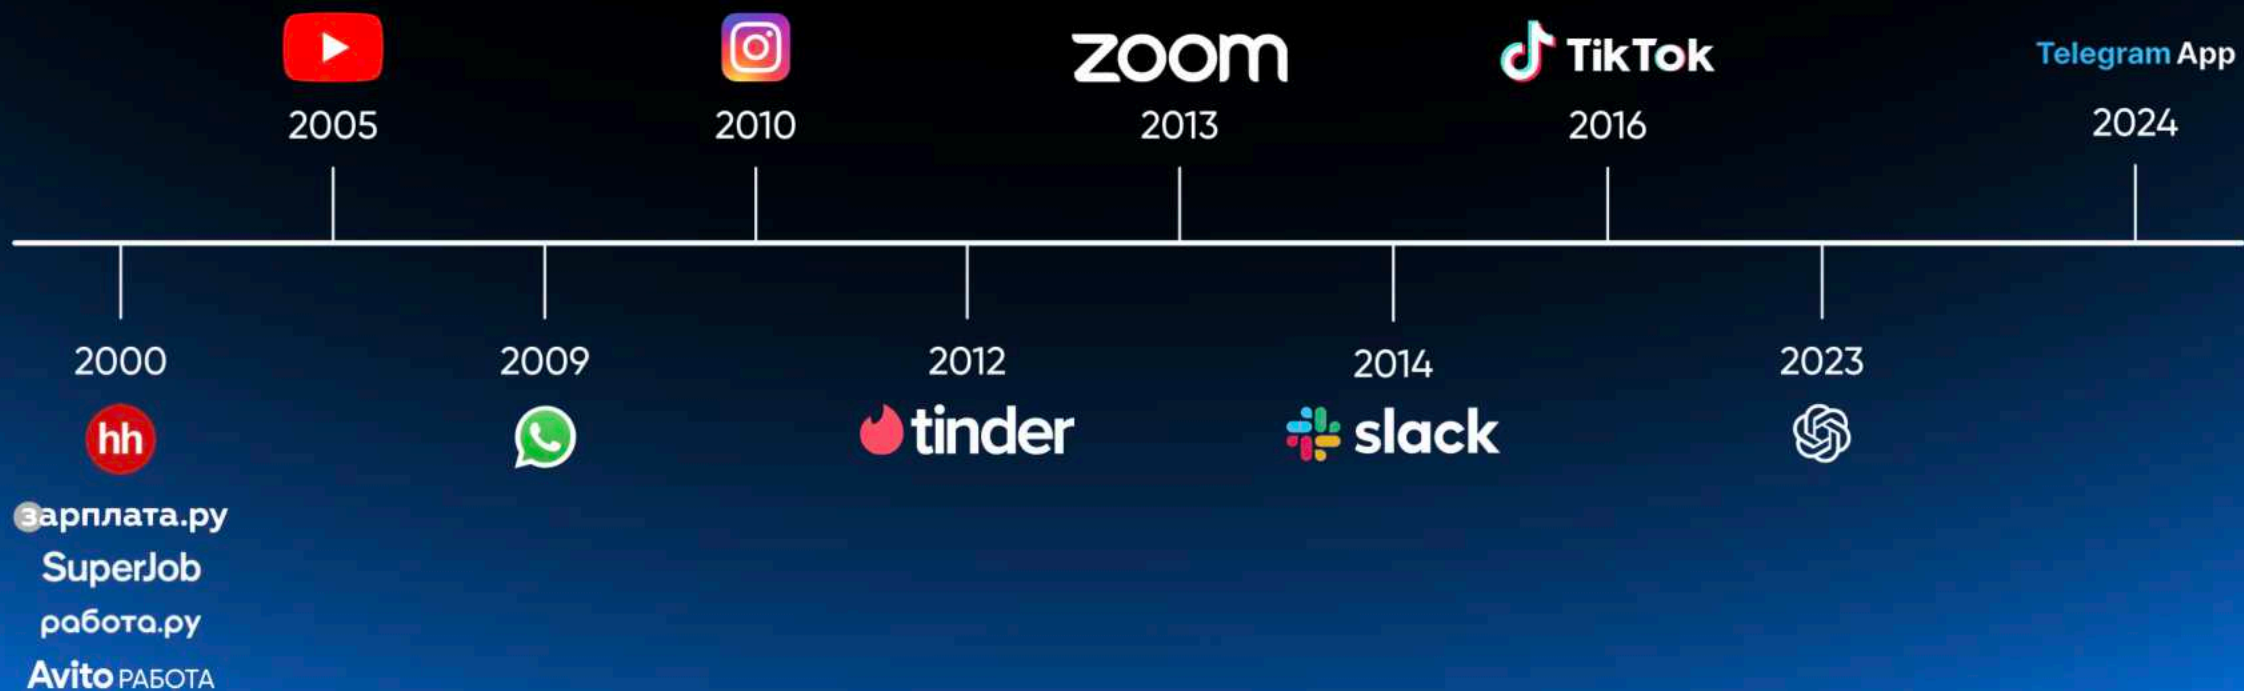 zoom
TikTok
Telegram App
2005
2010
2013
2016
2024
2000
2009
2012
2014
2023
hh
tinder
slack
зарплата.ру
SuperJob
работа.ру
Avito РАБОТА